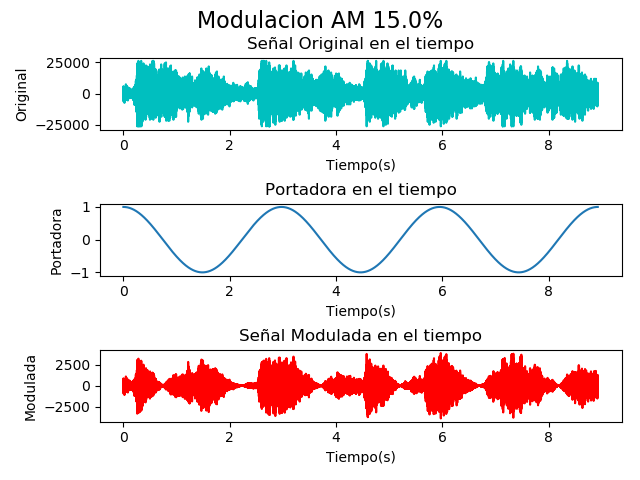 Modulacion AM 15.0%
Señal Original en el tiempo
Original
25000
0
−25000
0 2 4 6 8
Tiempo(s)
Portadora en el tiempo
Portadora
1
0
−1
0 2 4 6 8
Tiempo(s)
Señal Modulada en el tiempo
Modulada
2500
0
−2500
0 2 4 6 8
Tiempo(s)